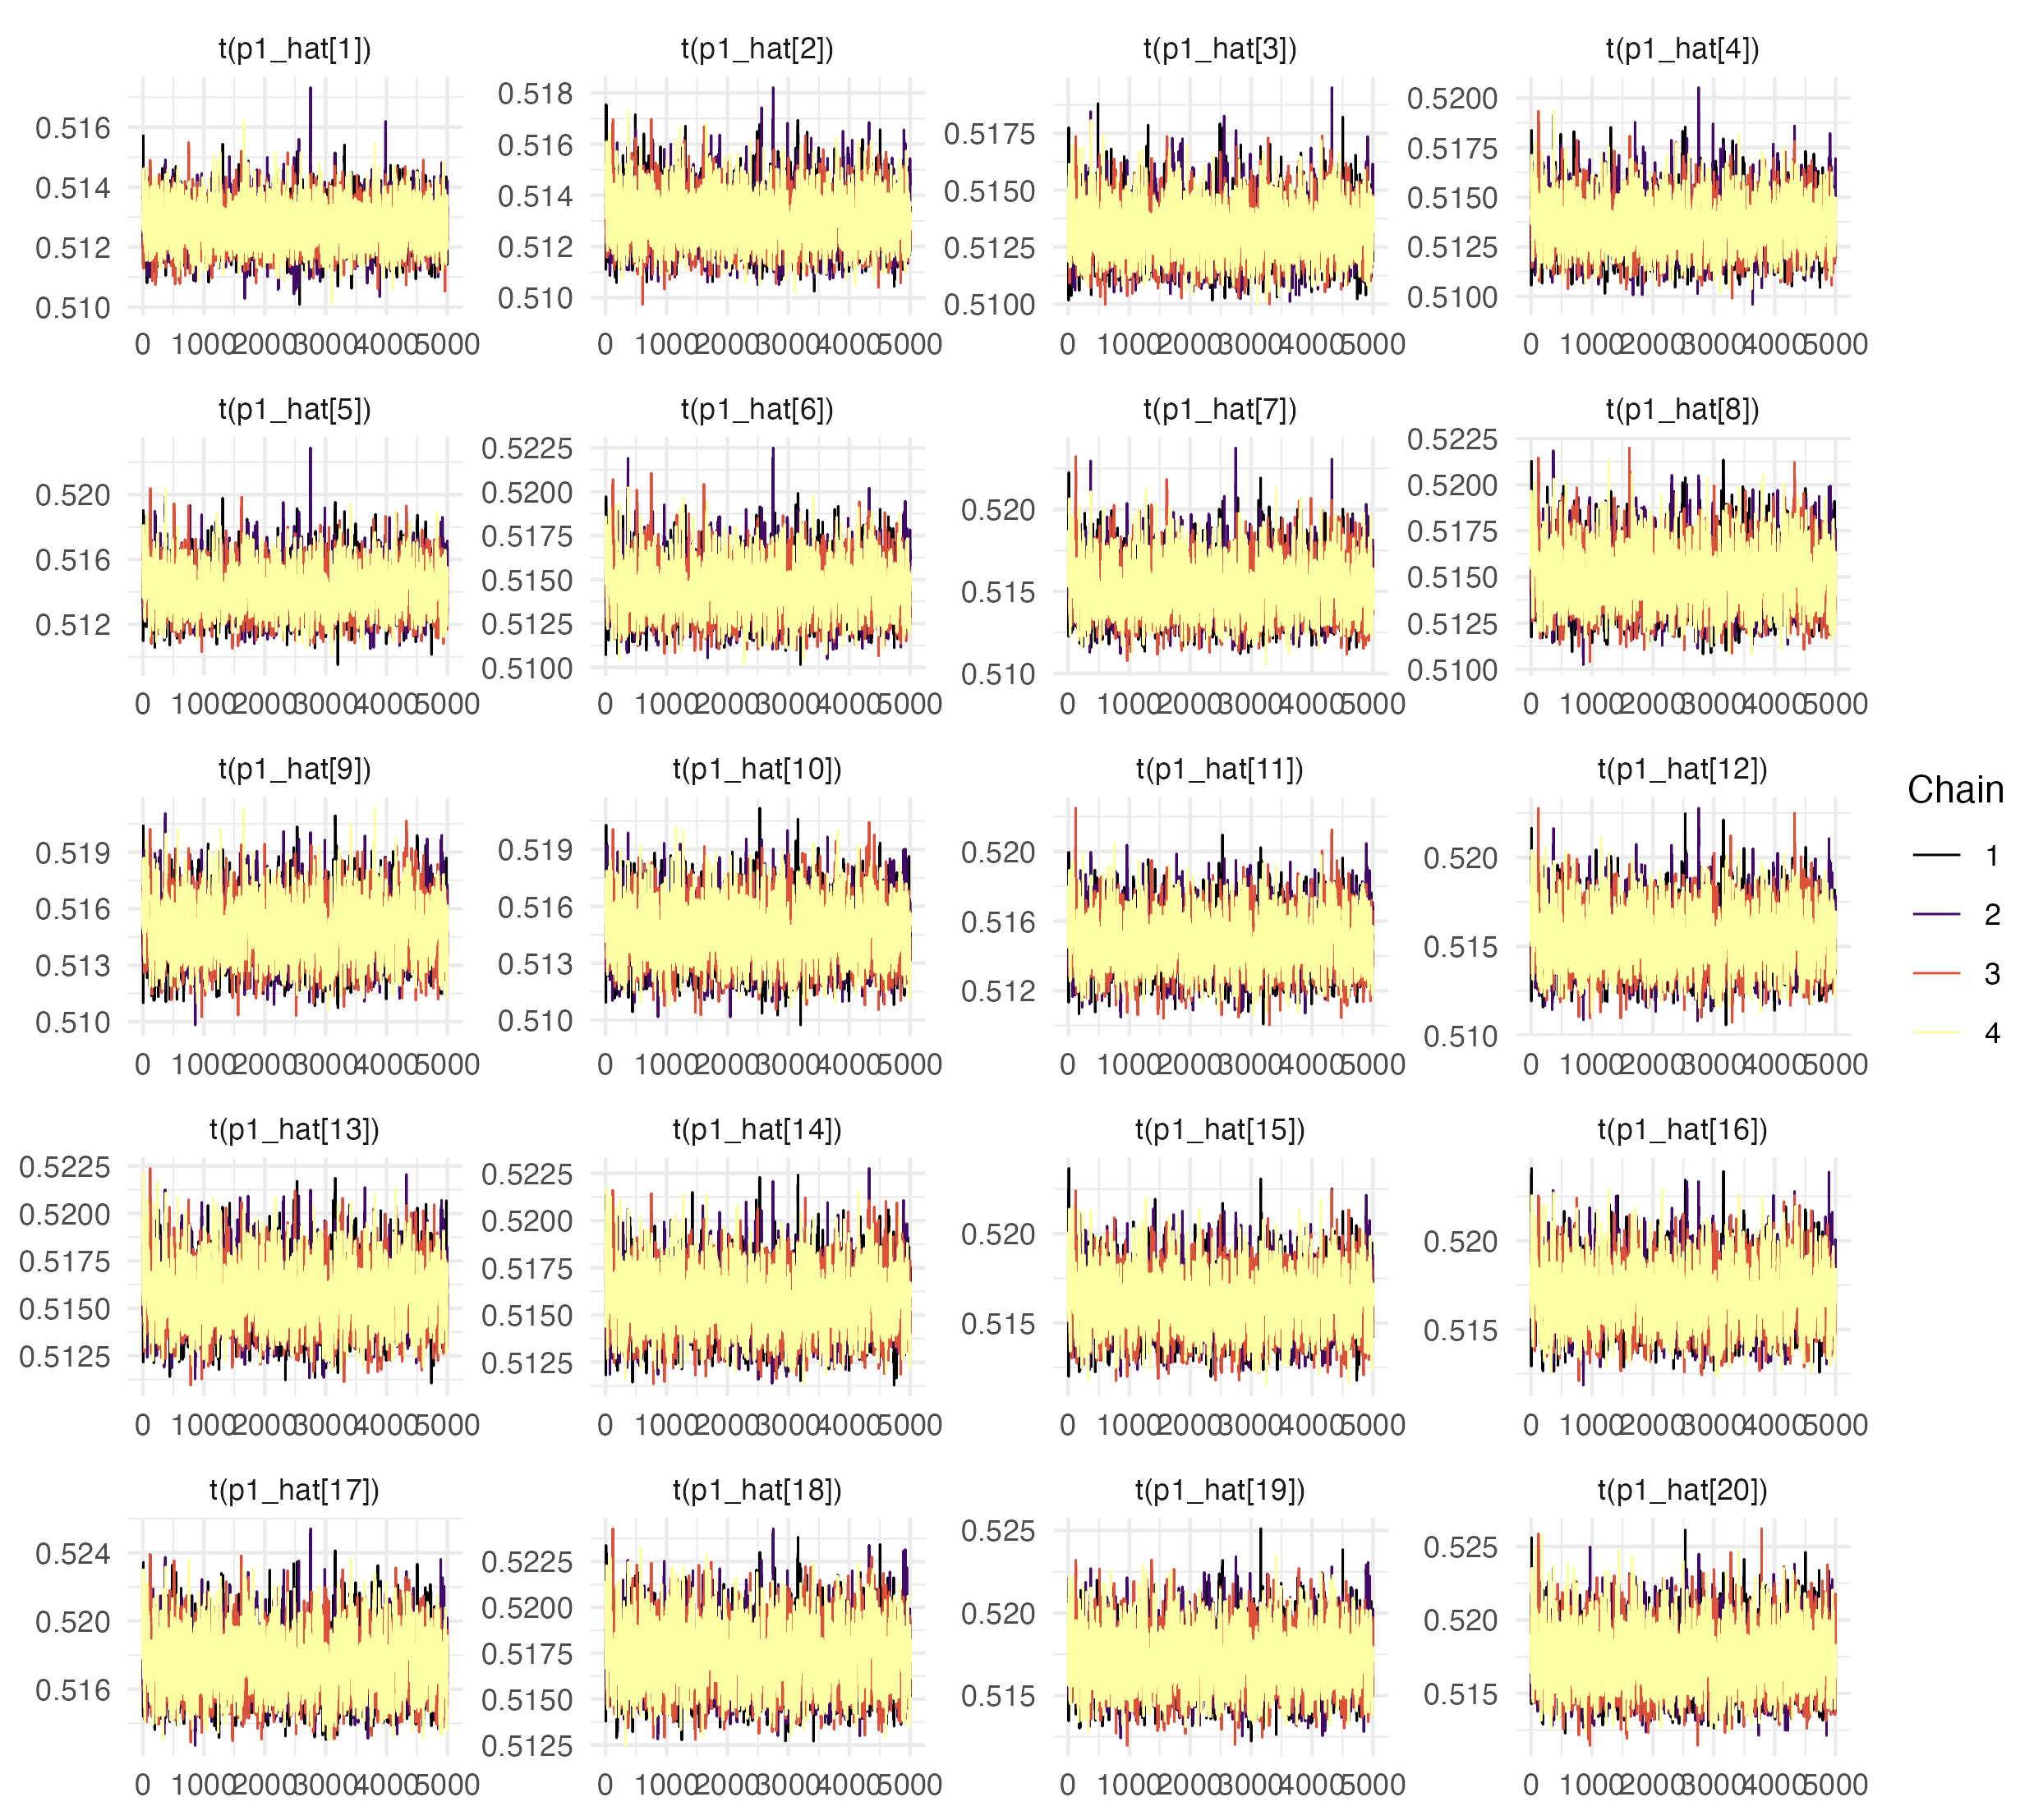 t(p1_hat[1]) t(p1_hat[2]) t(p1_hat[3]) t(p1_hat[4])
0.516 0.514 0.512 0.510
0.518 0.516 0.514 0.512 0.510
0.5175 0.5150 0.5125 0.5100
0.5200 0.5175 0.5150 0.5125 0.5100
0 1000 2000 3000 4000 5000 0 1000 2000 3000 4000 5000 0 1000 2000 3000 4000 5000 0 1000 2000 3000 4000 5000
t(p1_hat[5]) t(p1_hat[6]) t(p1_hat[7]) t(p1_hat[8])
0.520 0.516 0.512
0.5225 0.5200 0.5175 0.5150 0.5125 0.5100
0.520 0.515 0.510
0.5225 0.5200 0.5175 0.5150 0.5125 0.5100
0 1000 2000 3000 4000 5000 0 1000 2000 3000 4000 5000 0 1000 2000 3000 4000 5000 0 1000 2000 3000 4000 5000
t(p1_hat[9]) t(p1_hat[10]) t(p1_hat[11]) t(p1_hat[12])
0.519 0.516 0.513 0.510
0.519 0.516 0.513 0.510
0.520 0.516 0.512
0.520 0.515 0.510
0 1000 2000 3000 4000 5000 0 1000 2000 3000 4000 5000 0 1000 2000 3000 4000 5000 0 1000 2000 3000 4000 5000
Chain
1
2
3
4
t(p1_hat[13]) t(p1_hat[14]) t(p1_hat[15]) t(p1_hat[16])
0.5225 0.5200 0.5175 0.5150 0.5125
0.5225 0.5200 0.5175 0.5150 0.5125
0.520 0.515
0.520 0.515
0 1000 2000 3000 4000 5000 0 1000 2000 3000 4000 5000 0 1000 2000 3000 4000 5000 0 1000 2000 3000 4000 5000
t(p1_hat[17]) t(p1_hat[18]) t(p1_hat[19]) t(p1_hat[20])
0.524 0.520 0.516
0.5225 0.5200 0.5175 0.5150 0.5125
0.525 0.520 0.515
0.525 0.520 0.515
0 1000 2000 3000 4000 5000 0 1000 2000 3000 4000 5000 0 1000 2000 3000 4000 5000 0 1000 2000 3000 4000 5000